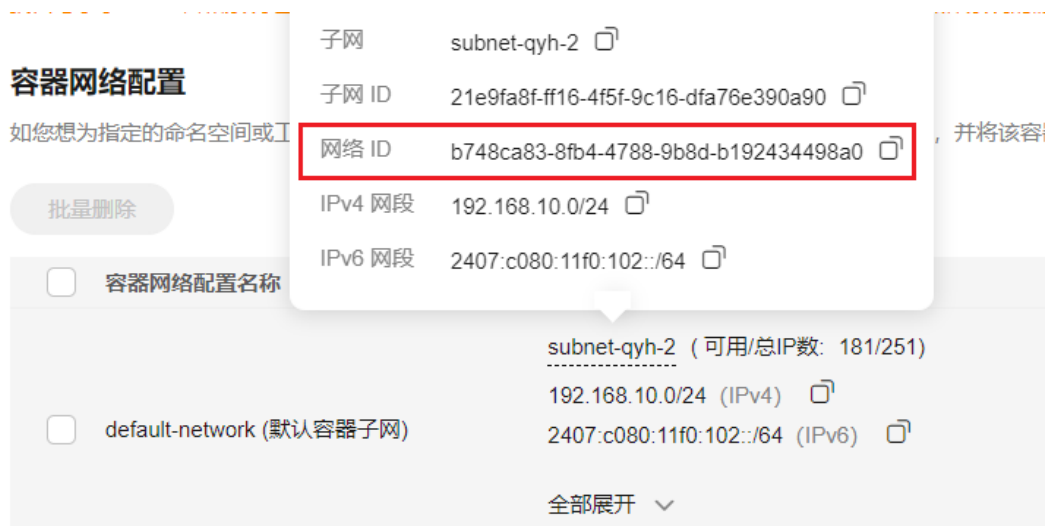 子网 subnet-qyh-2
容器网络配置
子网 ID 21e9fa8f-ff16-4f5f-9c16-dfa76e390a90
如您想为指定的命名空间或工
网络 ID b748ca83-8fb4-4788-9b8d-b192434498a0
，并将该容
批量删除
IPv4 网段 192.168.10.0/24
IPv6 网段 2407:c080:11f0:102::/64
容器网络配置名称
subnet-qyh-2 ( 可用/总IP数: 181/251)
192.168.10.0/24 (IPv4)
default-network (默认容器子网)
2407:c080:11f0:102::/64 (IPv6)
全部展开